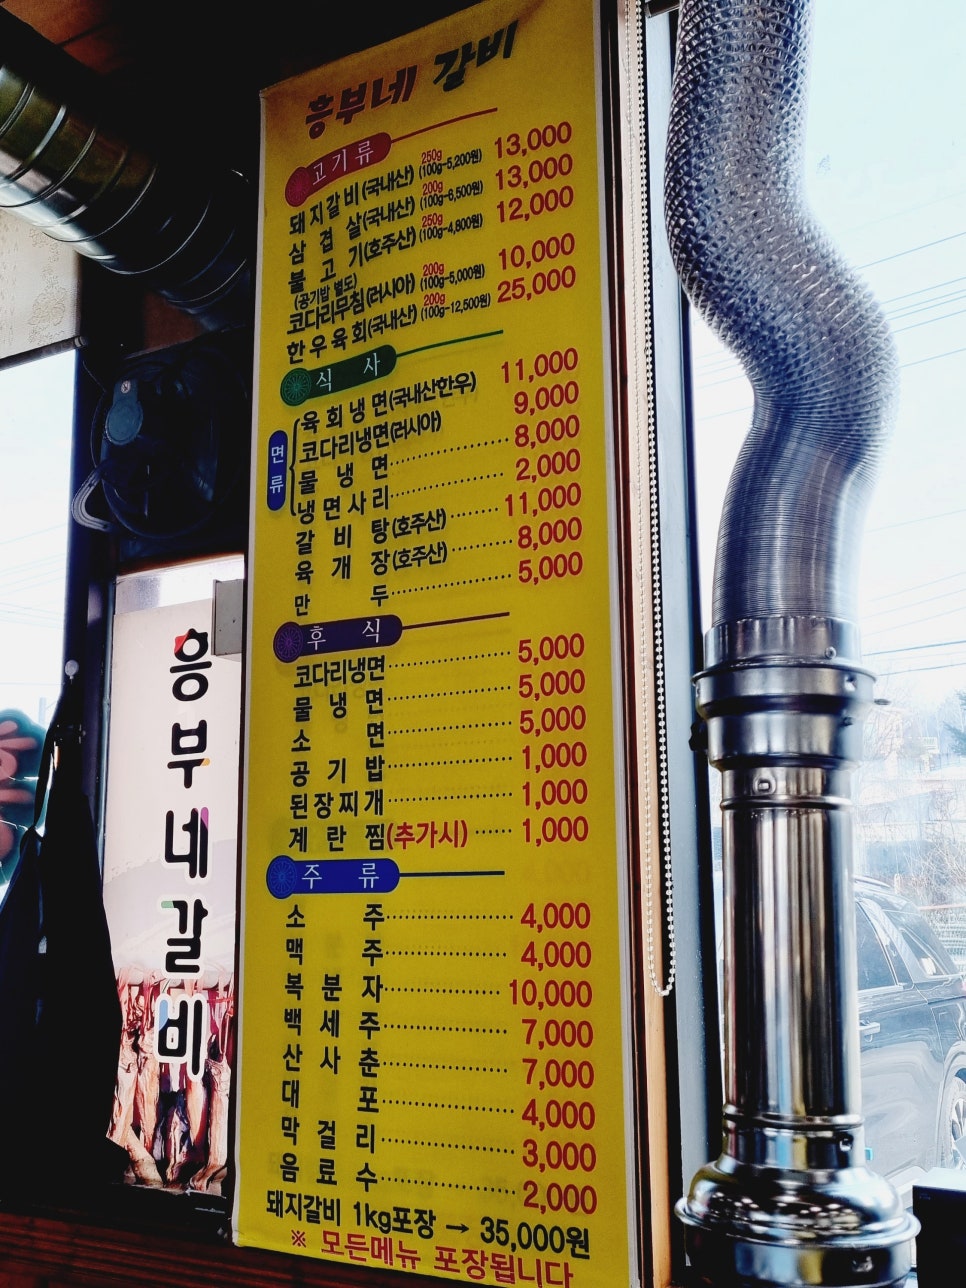 흥부네 갈비
고기류
돼지갈비(국내산) 250g (100g-5,200원) 13,000
삼겹살(국내산) 200g (100g-6,500원) 13,000
불고기(호주산) 250g (100g-4,800원) 12,000
(공기밥 별도)
코다리무침(러시아) 200g (100g-5,000원) 10,000
한우육회(국내산) 200g (100g-12,500원) 25,000
식사
면류
육회냉면(국내산한우) 11,000
코다리냉면(러시아) 9,000
물냉면 8,000
냉면사리 2,000
갈비탕(호주산) 11,000
육개장(호주산) 8,000
만두 5,000
후식
코다리냉면 5,000
물냉면 5,000
소면 5,000
공기밥 1,000
된장찌개 1,000
계란찜(추가시) 1,000
주류
소주 4,000
맥주 4,000
복분자 10,000
백세주 7,000
산사춘 7,000
대포 4,000
막걸리 3,000
음료수 2,000
돼지갈비 1kg포장 → 35,000원
※ 모든메뉴 포장됩니다
흥부네갈비